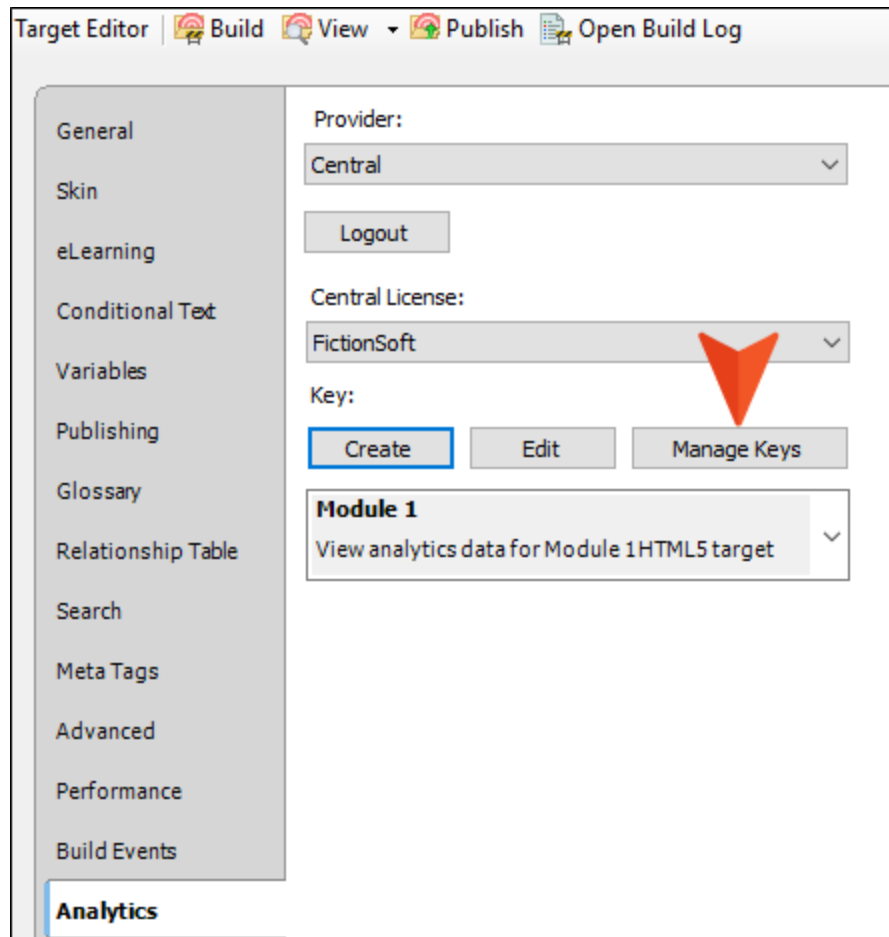 Target Editor Build View Publish Open Build Log
General
Skin
eLearning
Conditional Text
Variables
Publishing
Glossary
Relationship Table
Search
Meta Tags
Advanced
Performance
Build Events
Analytics
Provider:
Central
Logout
Central License:
FictionSoft
Key:
Create Edit Manage Keys
Module 1
View analytics data for Module 1HTML5 target